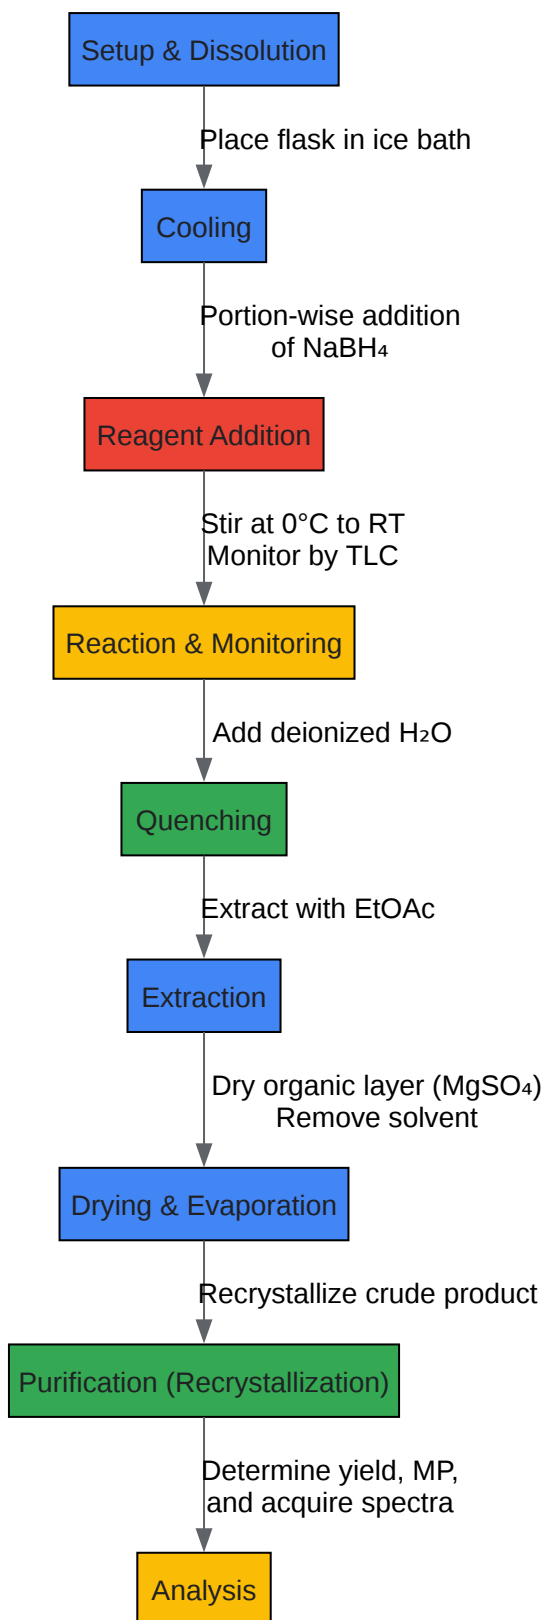 Setup & Dissolution
Place flask in ice bath
Cooling
Portion-wise addition
of NaBH₄
Reagent Addition
Stir at 0°C to RT
Monitor by TLC
Reaction & Monitoring
Add deionized H₂O
Quenching
Extract with EtOAc
Extraction
Dry organic layer (MgSO₄)
Remove solvent
Drying & Evaporation
Recrystallize crude product
Purification (Recrystallization)
Determine yield, MP,
and acquire spectra
Analysis